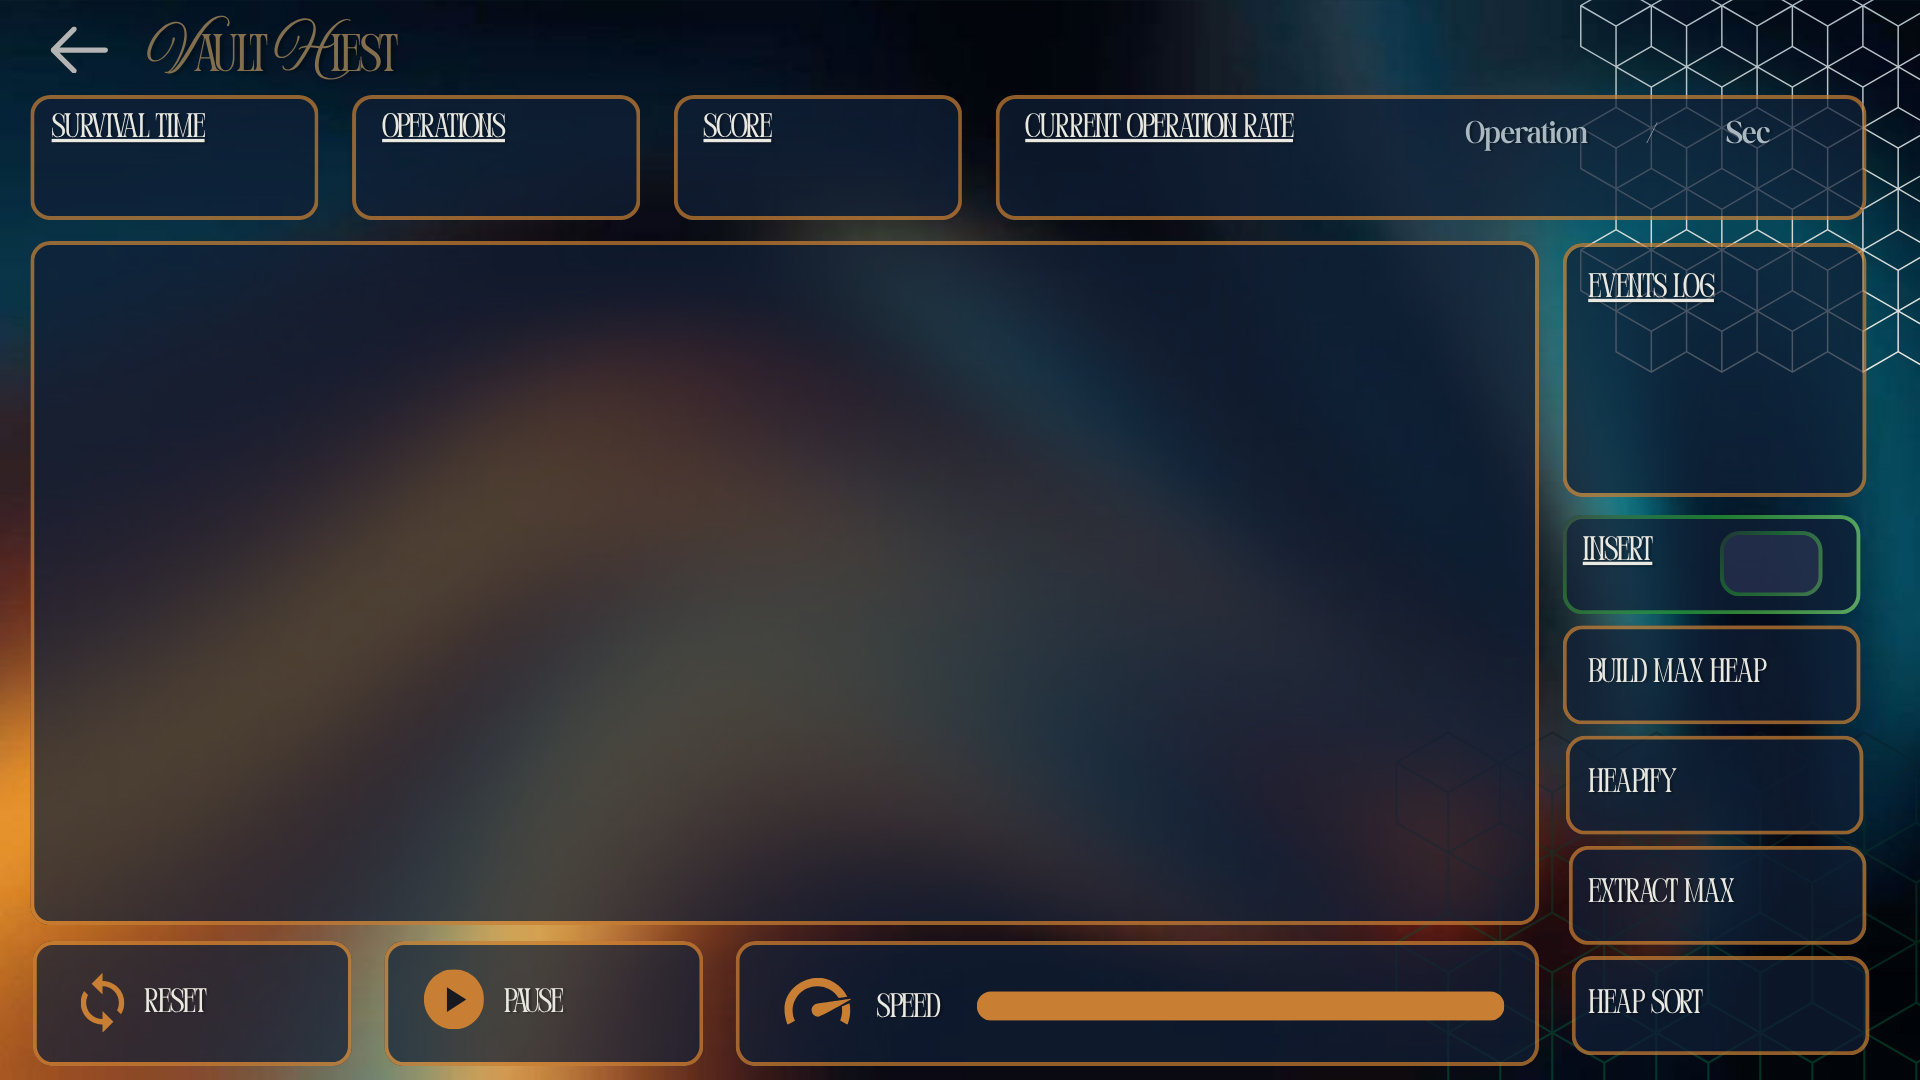 VAULT HIEST
SURVIVAL TIME
OPERATIONS
SCORE
CURRENT OPERATION RATE
Operation / Sec
EVENTS LOG
INSERT
BUILD MAX HEAP
HEAPIFY
EXTRACT MAX
HEAP SORT
RESET
PAUSE
SPEED